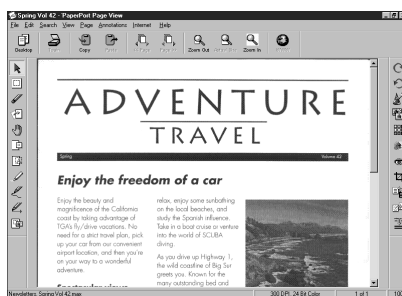 Spring Vol 42 - PaperPort Page View
File Edit Search View Page Annotations Internet Help
Desktop Copy Zoom Out Zoom In
ADVENTURE
TRAVEL
Spring Volume 42
Enjoy the freedom of a car
Enjoy the beauty and
magnificence of the California
coast by taking advantage of
TGA's fly/drive vacations. No
need for a strict travel plan, pick
up your car from our convenient
airport location, and then you're
on your way to a wonderful
adventure.
relax, enjoy some sunbathing
on the local beaches, and
study the Spanish influence.
Take in a boat cruise or venture
into the world of SCUBA
diving.
As you drive up Highway 1,
the wild coastline of Big Sur
greets you. Known for the
many outstanding bed and
Newsletters: Spring Vol 42.max 300 DPI, 24 Bit Color 1 of 1 100